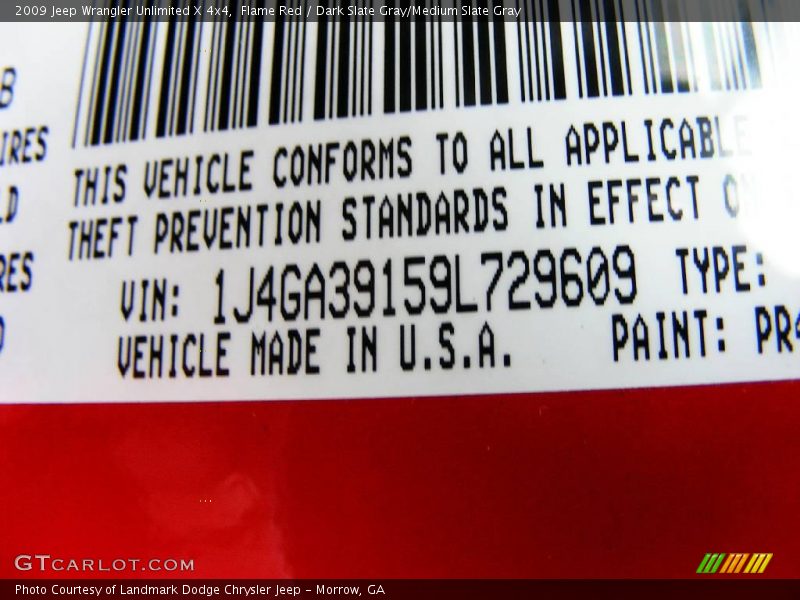 2009 Jeep Wrangler Unlimited X 4x4, Flame Red / Dark Slate Gray/Medium Slate Gray
THIS VEHICLE CONFORMS TO ALL APPLICABLE
THEFT PREVENTION STANDARDS IN EFFECT
VIN: 1J4GA39159L729609 TYPE:
VEHICLE MADE IN U.S.A. PAINT: PR4
GTCARLOT.COM
Photo Courtesy of Landmark Dodge Chrysler Jeep - Morrow, GA